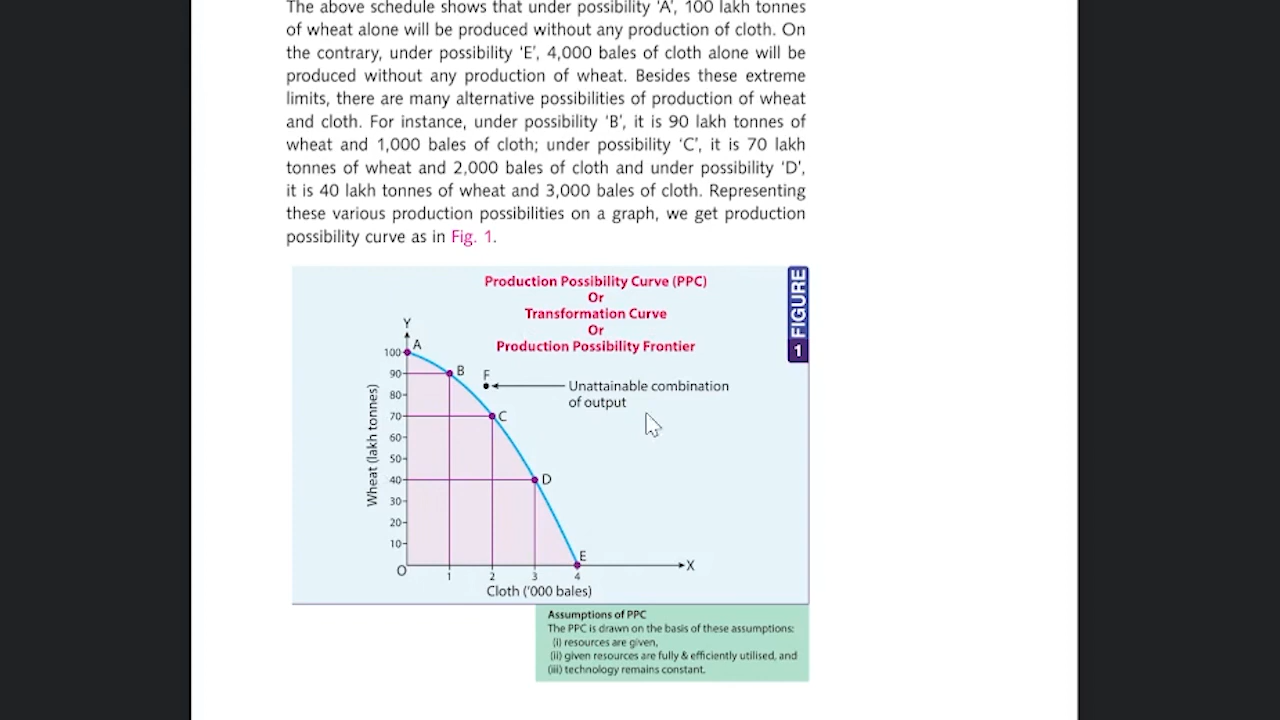 The above schedule shows that under possibility 'A', 100 lakh tonnes
of wheat alone will be produced without any production of cloth. On
the contrary, under possibility 'E', 4,000 bales of cloth alone will be
produced without any production of wheat. Besides these extreme
limits, there are many alternative possibilities of production of wheat
and cloth. For instance, under possibility 'B', it is 90 lakh tonnes of
wheat and 1,000 bales of cloth; under possibility 'C', it is 70 lakh
tonnes of wheat and 2,000 bales of cloth and under possibility 'D',
it is 40 lakh tonnes of wheat and 3,000 bales of cloth. Representing
these various production possibilities on a graph, we get production
possibility curve as in Fig. 1.
FIGURE
1
Production Possibility Curve (PPC)
Or
Transformation Curve
Or
Production Possibility Frontier
Y
A
100
B
90
F
Unattainable combination
of output
80
70
C
60
50
Wheat (lakh tonnes)
40
D
30
20
10
E
O
X
1 2 3 4
Cloth ('000 bales)
Assumptions of PPC
The PPC is drawn on the basis of these assumptions:
(i) resources are given,
(ii) given resources are fully & efficiently utilised, and
(iii) technology remains constant.